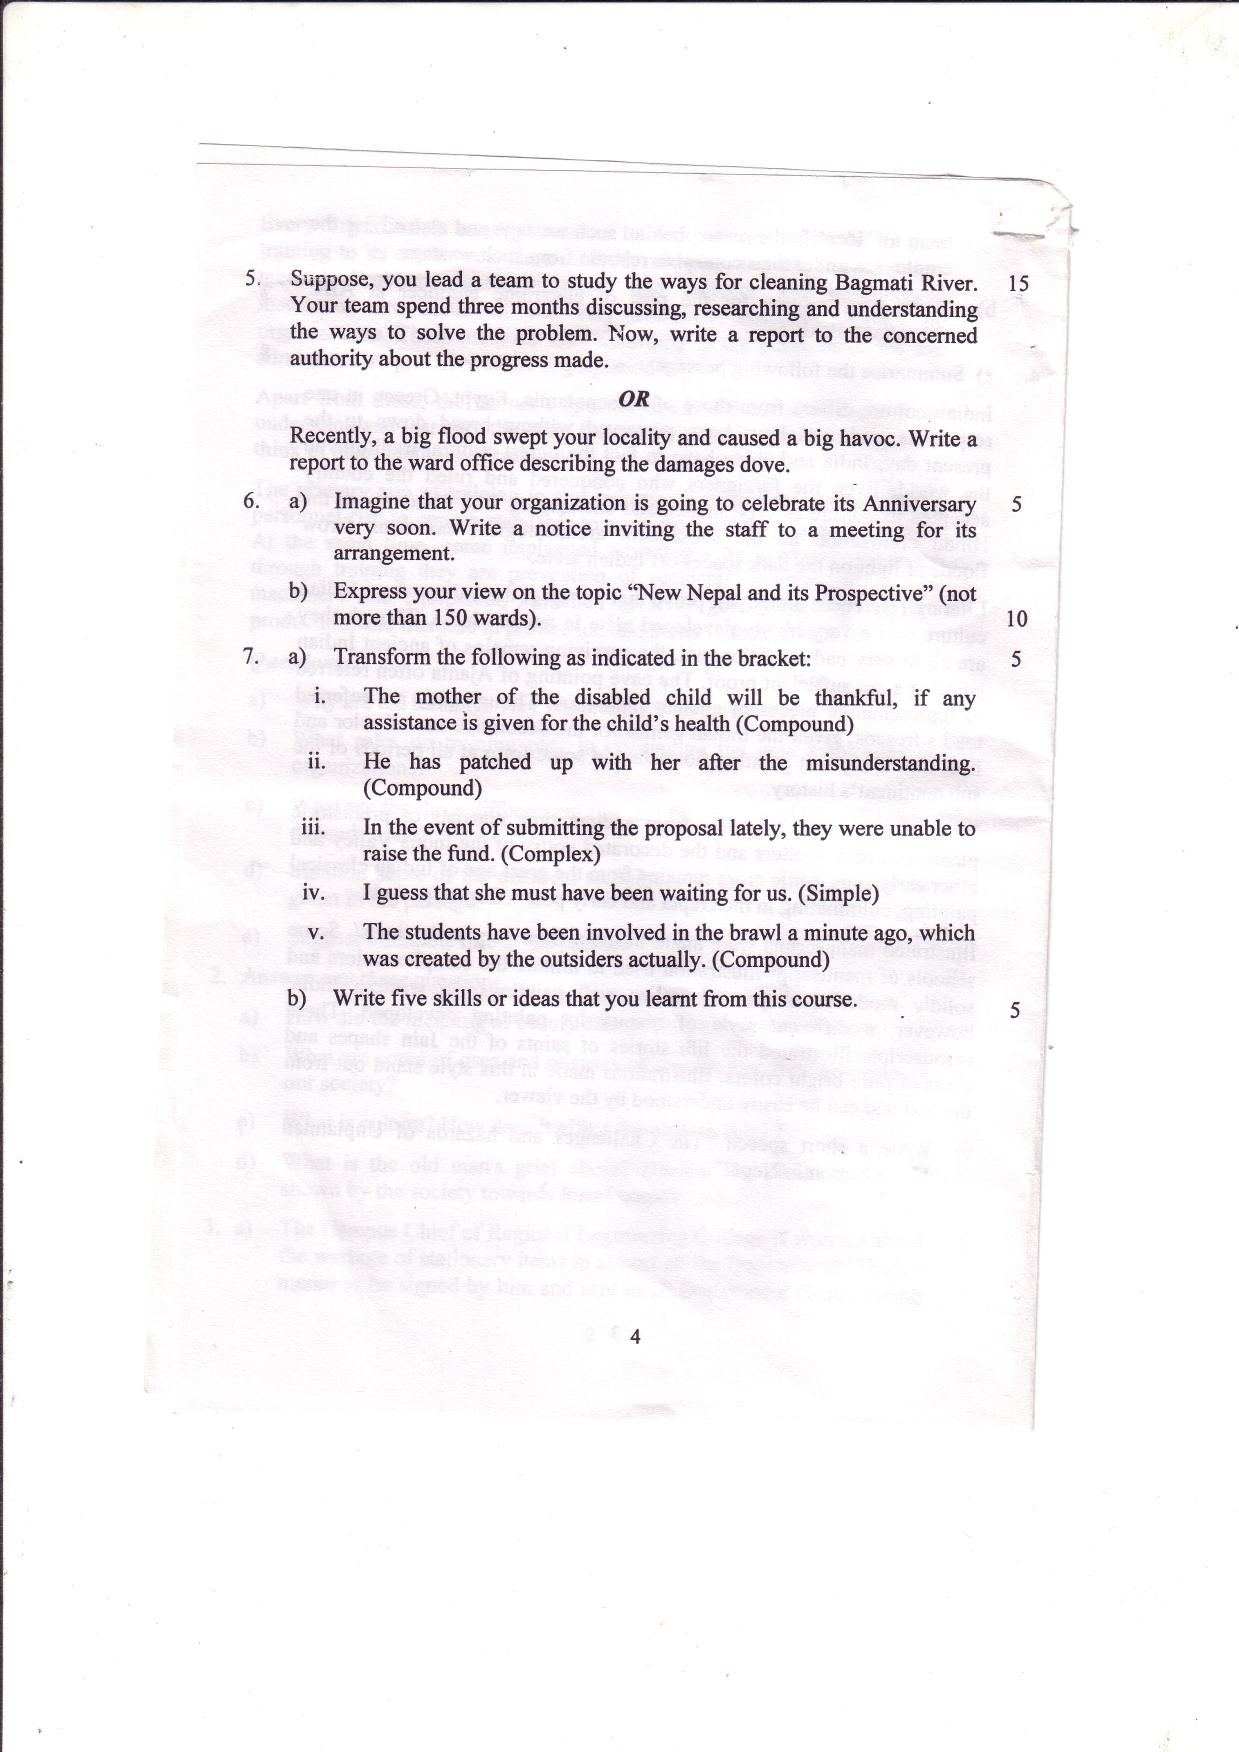 5. Suppose, you lead a team to study the ways for cleaning Bagmati River. 15
Your team spend three months discussing, researching and understanding
the ways to solve the problem. Now, write a report to the concerned
authority about the progress made.
OR
Recently, a big flood swept your locality and caused a big havoc. Write a
report to the ward office describing the damages dove.
6. a) Imagine that your organization is going to celebrate its Anniversary 5
very soon. Write a notice inviting the staff to a meeting for its
arrangement.
b) Express your view on the topic “New Nepal and its Prospective” (not
more than 150 wards). 10
7. a) Transform the following as indicated in the bracket: 5
i. The mother of the disabled child will be thankful, if any
assistance is given for the child’s health (Compound)
ii. He has patched up with her after the misunderstanding.
(Compound)
iii. In the event of submitting the proposal lately, they were unable to
raise the fund. (Complex)
iv. I guess that she must have been waiting for us. (Simple)
v. The students have been involved in the brawl a minute ago, which
was created by the outsiders actually. (Compound)
b) Write five skills or ideas that you learnt from this course. 5
4